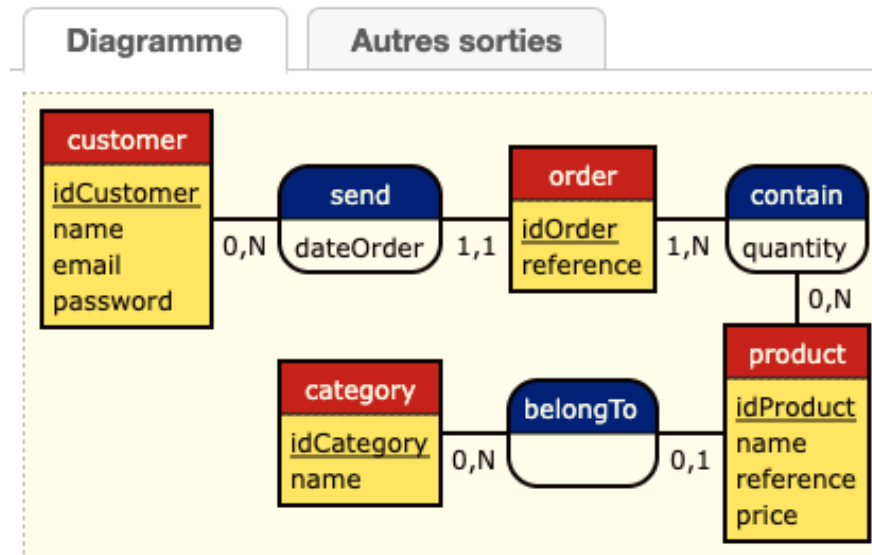 Diagramme
Autres sorties
customer
idCustomer
name
email
password
0,N
send
dateOrder
1,1
order
idOrder
reference
1,N
contain
quantity
0,N
category
idCategory
name
0,N
belongTo
0,1
product
idProduct
name
reference
price